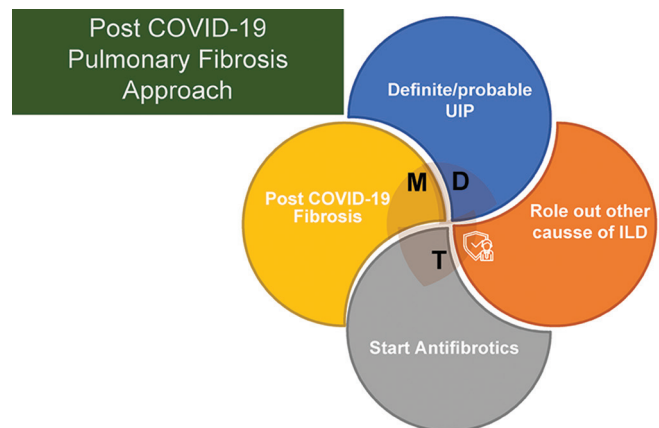 Post COVID-19
Pulmonary Fibrosis
Approach
Definite/probable
UIP
M D
Post COVID-19
Fibrosis
Role out other
causse of ILD
T
Start Antifibrotics